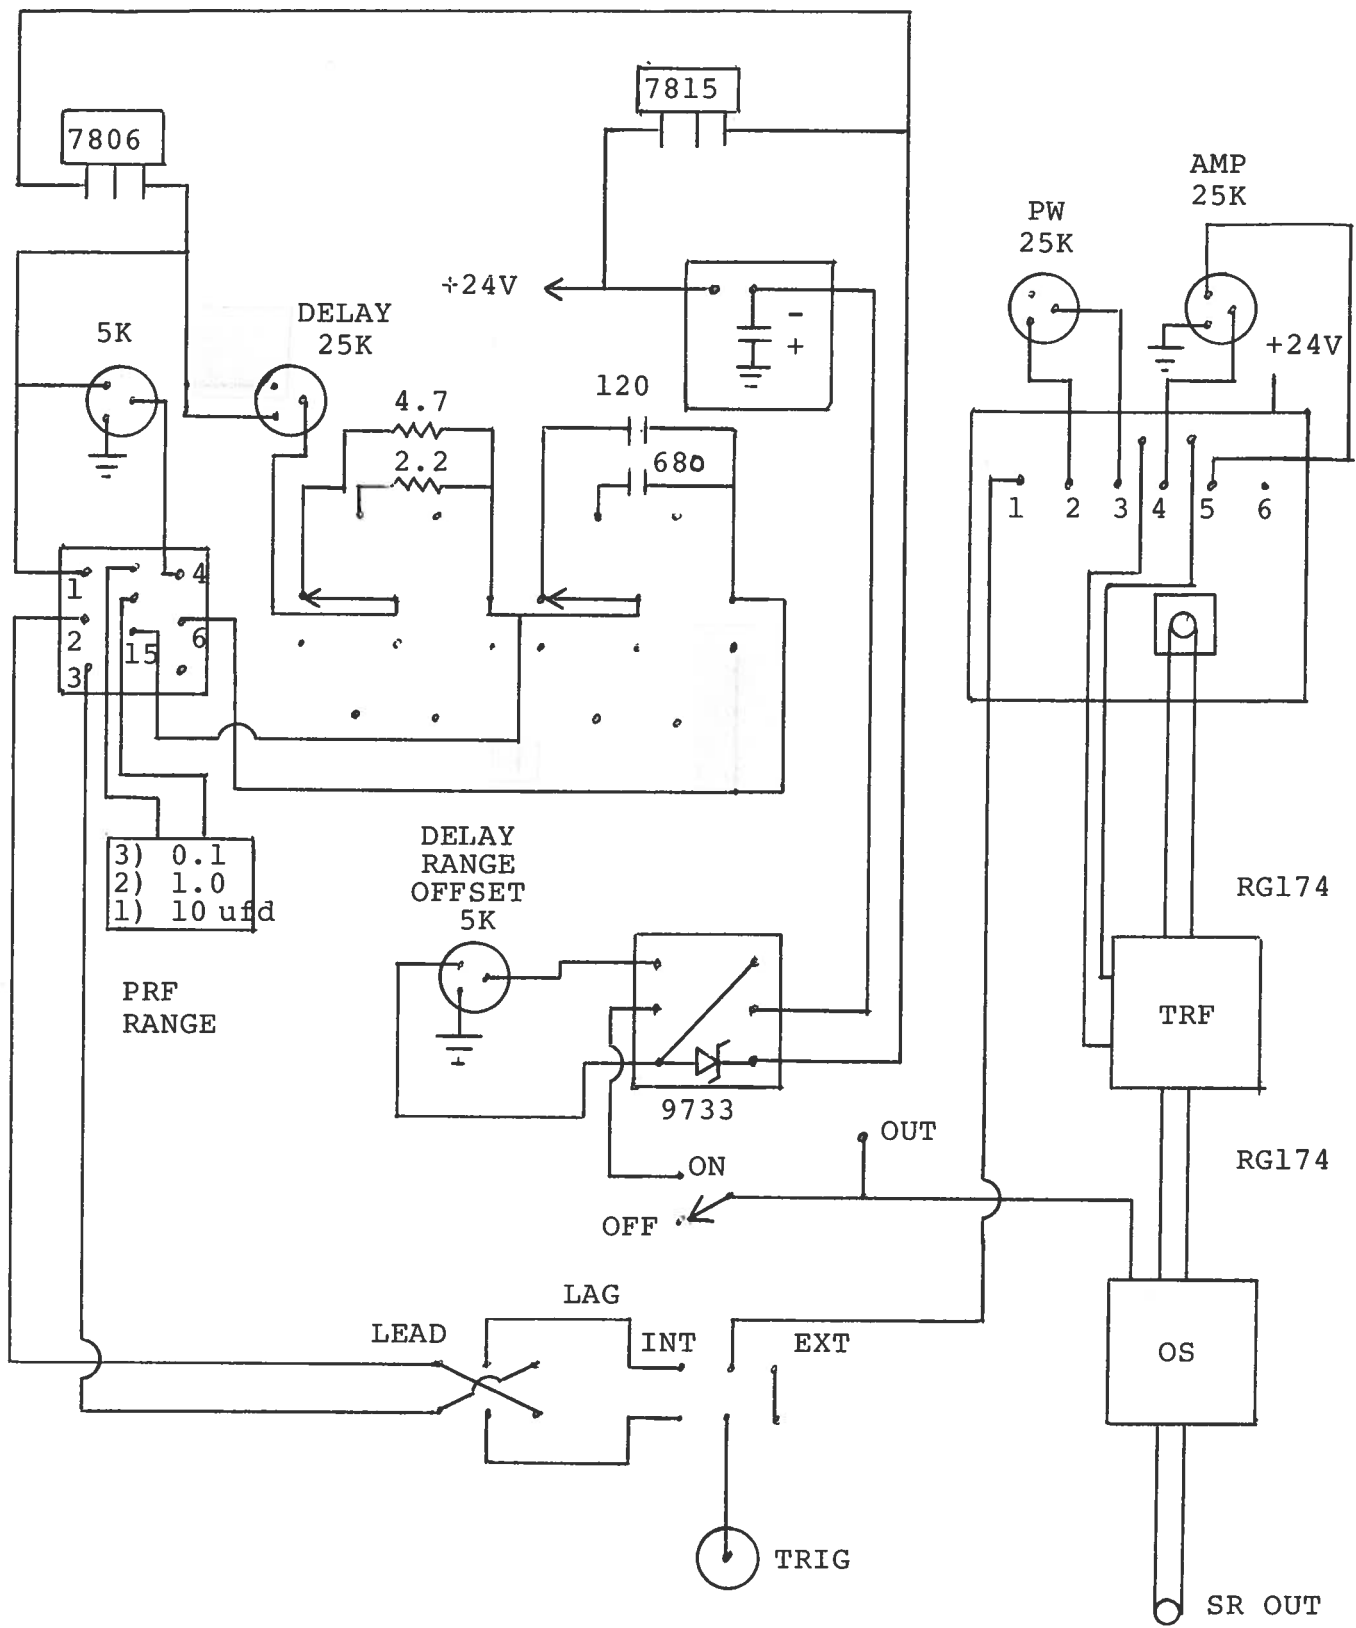 7815
7806
AMP
25K
PW
25K
+24V
DELAY
25K
5K
-
+
+24V
120
4.7
2.2
680
1
2
3
4
5
6
1
4
2
15
6
3
3) 0.1
2) 1.0
1) 10 ufd
DELAY
RANGE
OFFSET
5K
RG174
PRF
RANGE
TRF
9733
OUT
ON
RG174
OFF
LAG
LEAD
INT
EXT
OS
TRIG
SR OUT